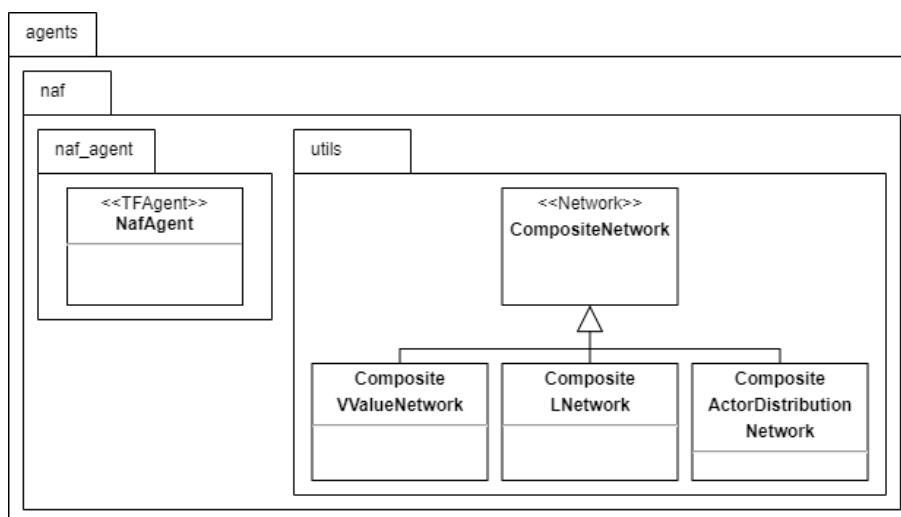 agents
naf
naf_agent
utils
<<TFAgent>>
NafAgent
<<Network>>
CompositeNetwork
Composite
VValueNetwork
Composite
LNetwork
Composite
ActorDistribution
Network